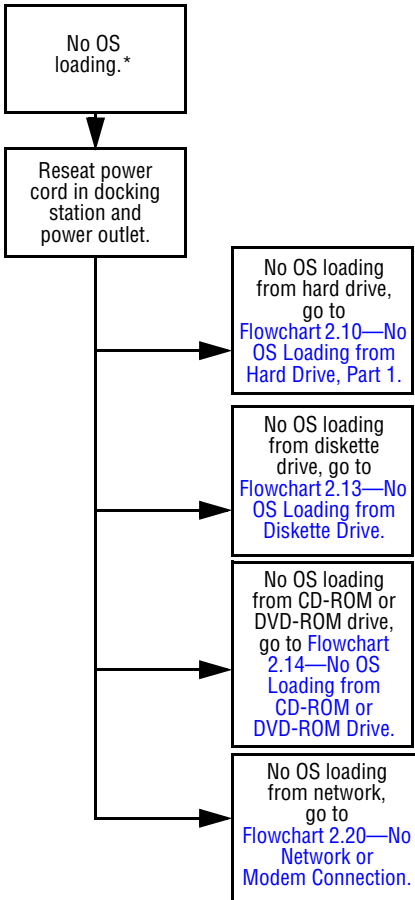 No OS
loading.*
Reseat power
cord in docking
station and
power outlet.
No OS loading
from hard drive,
go to
Flowchart 2.10—No
OS Loading from
Hard Drive, Part 1.
No OS loading
from diskette
drive, go to
Flowchart 2.13—No
OS Loading from
Diskette Drive.
No OS loading
from CD-ROM or
DVD-ROM drive,
go to Flowchart
2.14—No OS
Loading from
CD-ROM or
DVD-ROM Drive.
No OS loading
from network,
go to
Flowchart 2.20—No
Network or
Modem Connection.